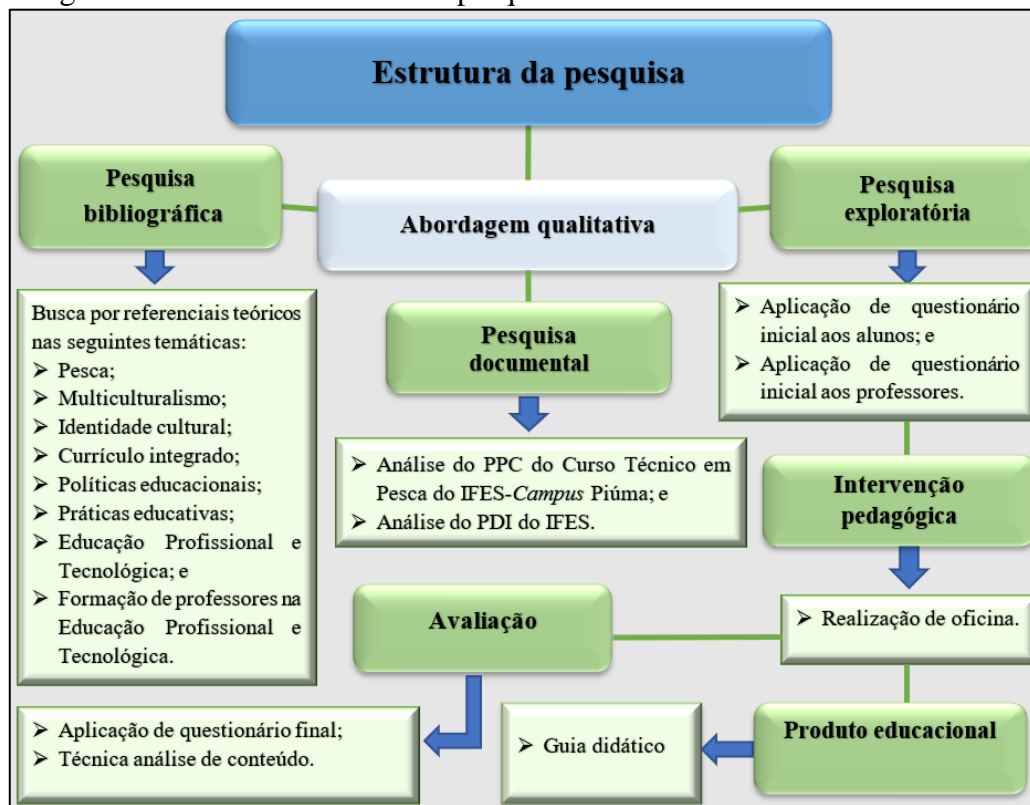 Estrutura da pesquisa
Pesquisa
bibliográfica
Abordagem qualitativa
Pesquisa
exploratória
Busca por referenciais teóricos
nas seguintes temáticas:
➢ Pesca;
➢ Multiculturalismo;
➢ Identidade cultural;
➢ Currículo integrado;
➢ Políticas educacionais;
➢ Práticas educativas;
➢ Educação Profissional e
Tecnológica; e
➢ Formação de professores na
Educação Profissional e
Tecnológica.
Pesquisa
documental
➢ Análise do PPC do Curso Técnico em
Pesca do IFES-Campus Piúma; e
➢ Análise do PDI do IFES.
➢ Aplicação de questionário
inicial aos alunos; e
➢ Aplicação de questionário
inicial aos professores.
Intervenção
pedagógica
➢ Realização de oficina.
Avaliação
➢ Aplicação de questionário final;
➢ Técnica análise de conteúdo.
Produto educacional
➢ Guia didático